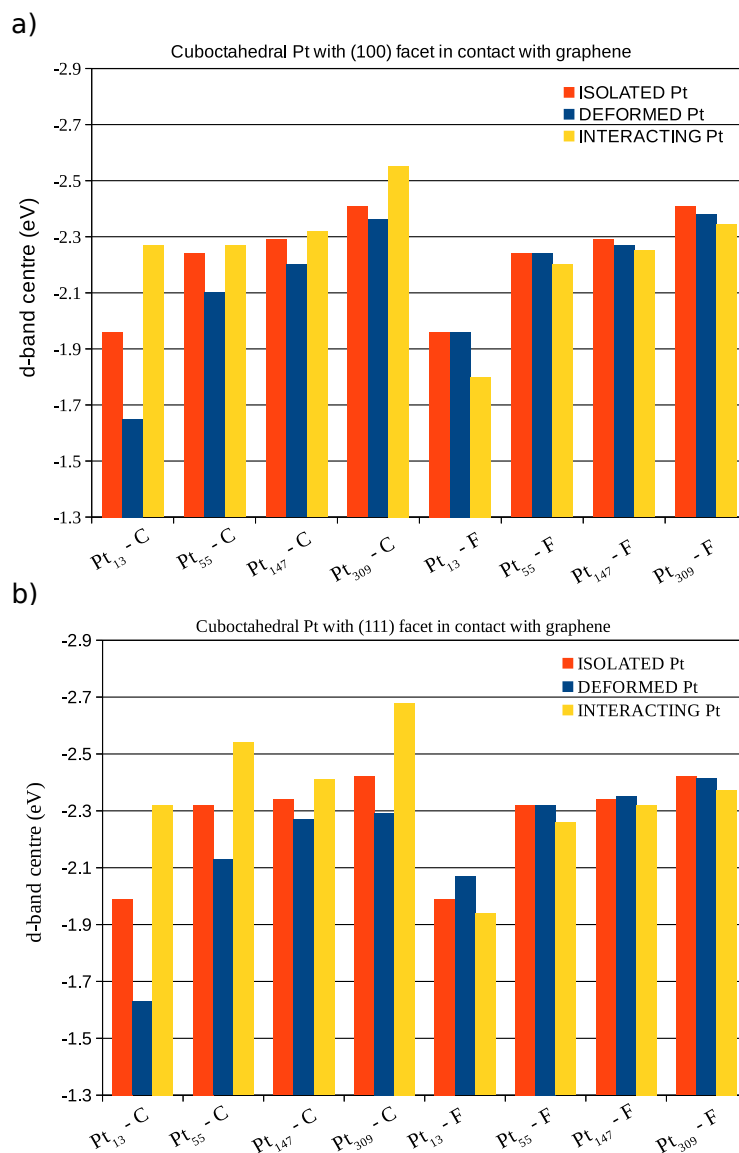 a)
Cuboctahedral Pt with (100) facet in contact with graphene
-2.9
-2.7
-2.5
-2.3
-2.1
-1.9
-1.7
-1.5
-1.3
d-band centre (eV)
ISOLATED Pt
DEFORMED Pt
INTERACTING Pt
Pt₁₃ - C
Pt₅₅ - C
Pt₁₄₇ - C
Pt₃₀₉ - C
Pt₁₃ - F
Pt₅₅ - F
Pt₁₄₇ - F
Pt₃₀₉ - F
b)
Cuboctahedral Pt with (111) facet in contact with graphene
-2.9
-2.7
-2.5
-2.3
-2.1
-1.9
-1.7
-1.5
-1.3
d-band centre (eV)
ISOLATED Pt
DEFORMED Pt
INTERACTING Pt
Pt₁₃ - C
Pt₅₅ - C
Pt₁₄₇ - C
Pt₃₀₉ - C
Pt₁₃ - F
Pt₅₅ - F
Pt₁₄₇ - F
Pt₃₀₉ - F